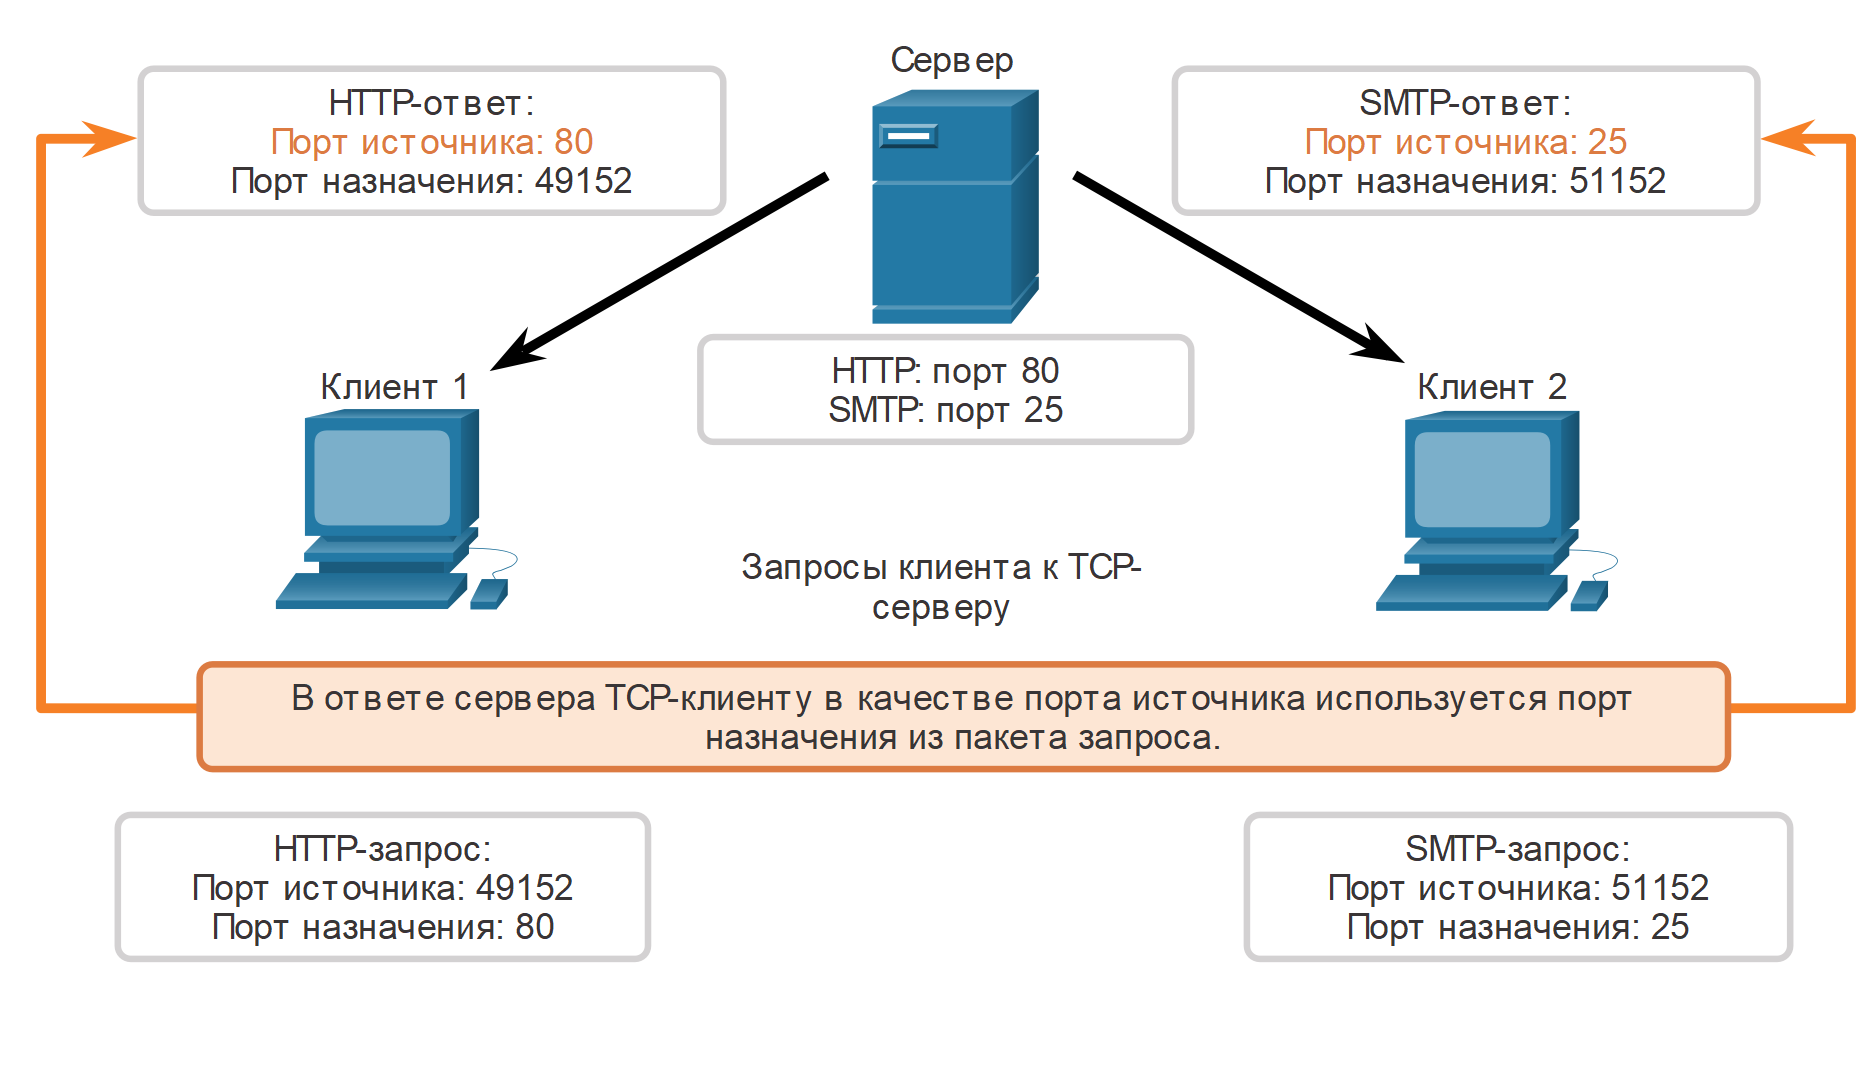 Сервер
HTTP-ответ:
Порт источника: 80
Порт назначения: 49152
SMTP-ответ:
Порт источника: 25
Порт назначения: 51152
HTTP: порт 80
SMTP: порт 25
Клиент 1
Клиент 2
Запросы клиента к TCP-
серверу
В ответе сервера TCP-клиенту в качестве порта источника используется порт
назначения из пакета запроса.
HTTP-запрос:
Порт источника: 49152
Порт назначения: 80
SMTP-запрос:
Порт источника: 51152
Порт назначения: 25